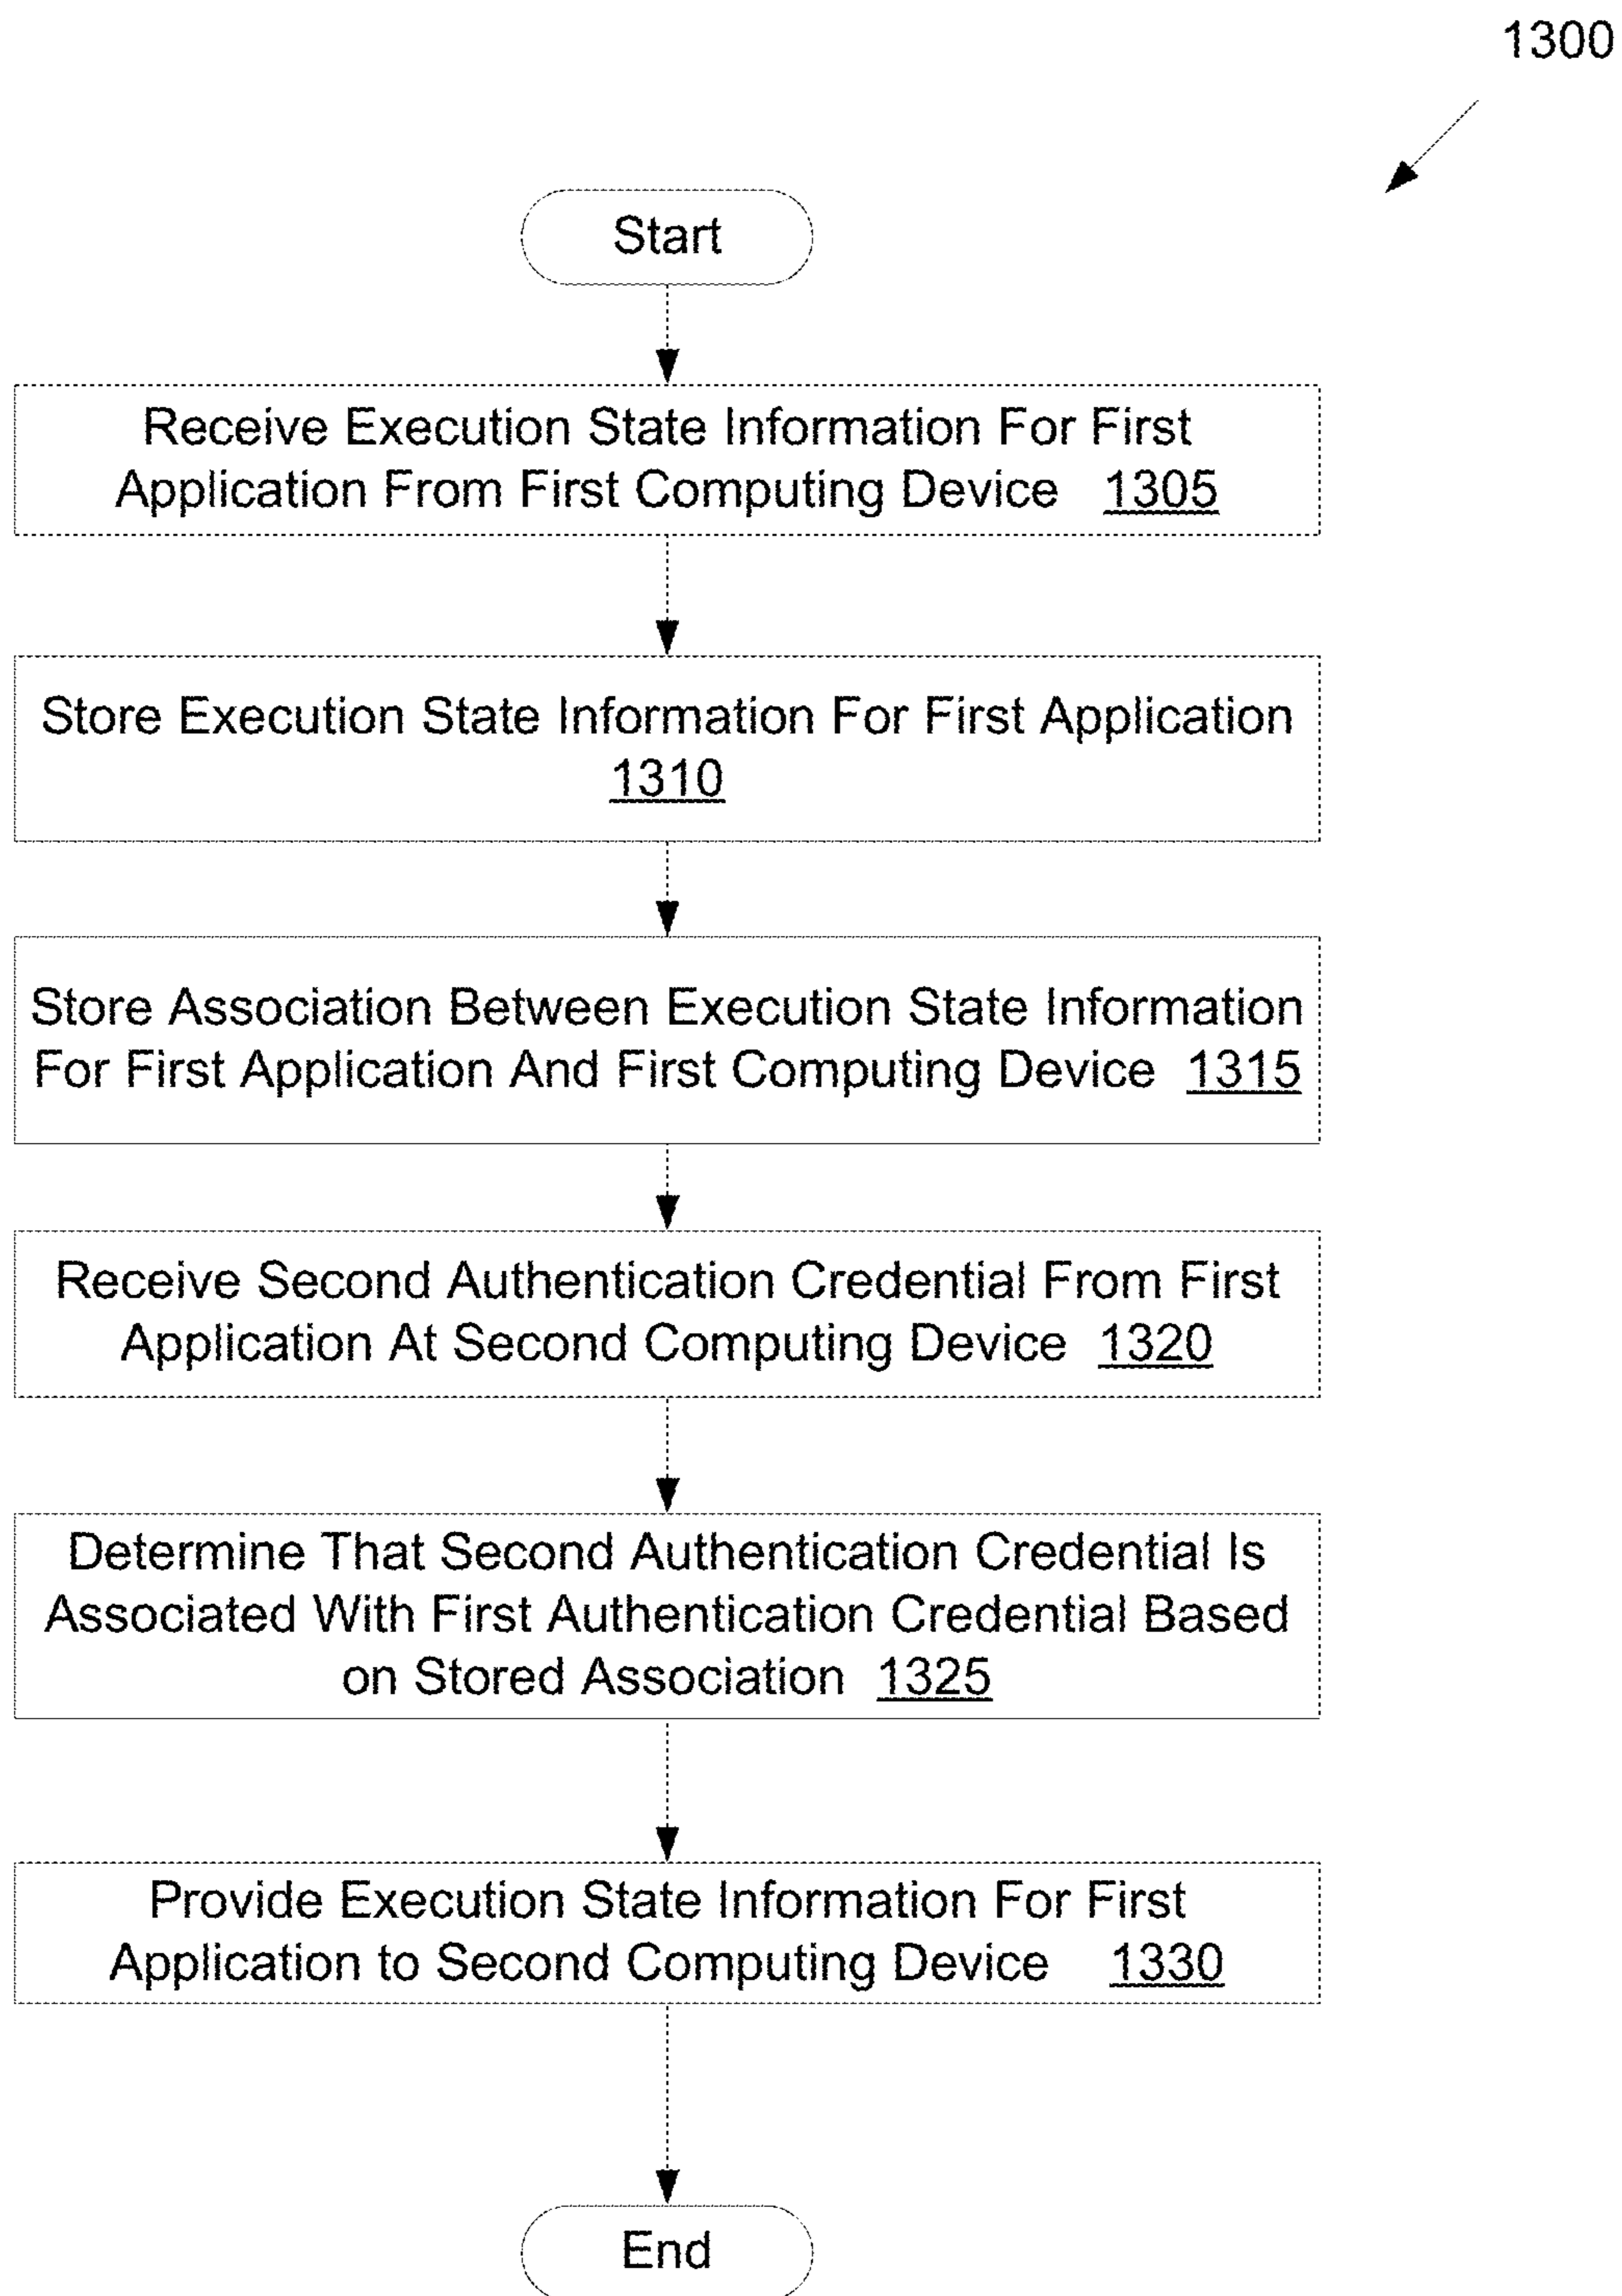 1300
Start
Receive Execution State Information For First
Application From First Computing Device 1305
Store Execution State Information For First Application
1310
Store Association Between Execution State Information
For First Application And First Computing Device 1315
Receive Second Authentication Credential From First
Application At Second Computing Device 1320
Determine That Second Authentication Credential Is
Associated With First Authentication Credential Based
on Stored Association 1325
Provide Execution State Information For First
Application to Second Computing Device 1330
End